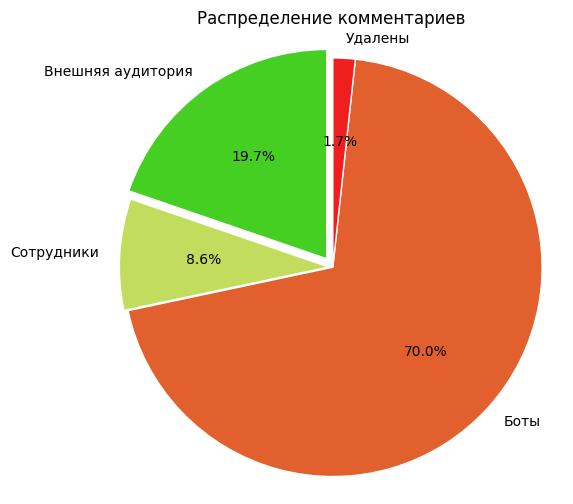 Распределение комментариев
Удалены
Внешняя аудитория
1.7%
19.7%
Сотрудники
8.6%
70.0%
Боты